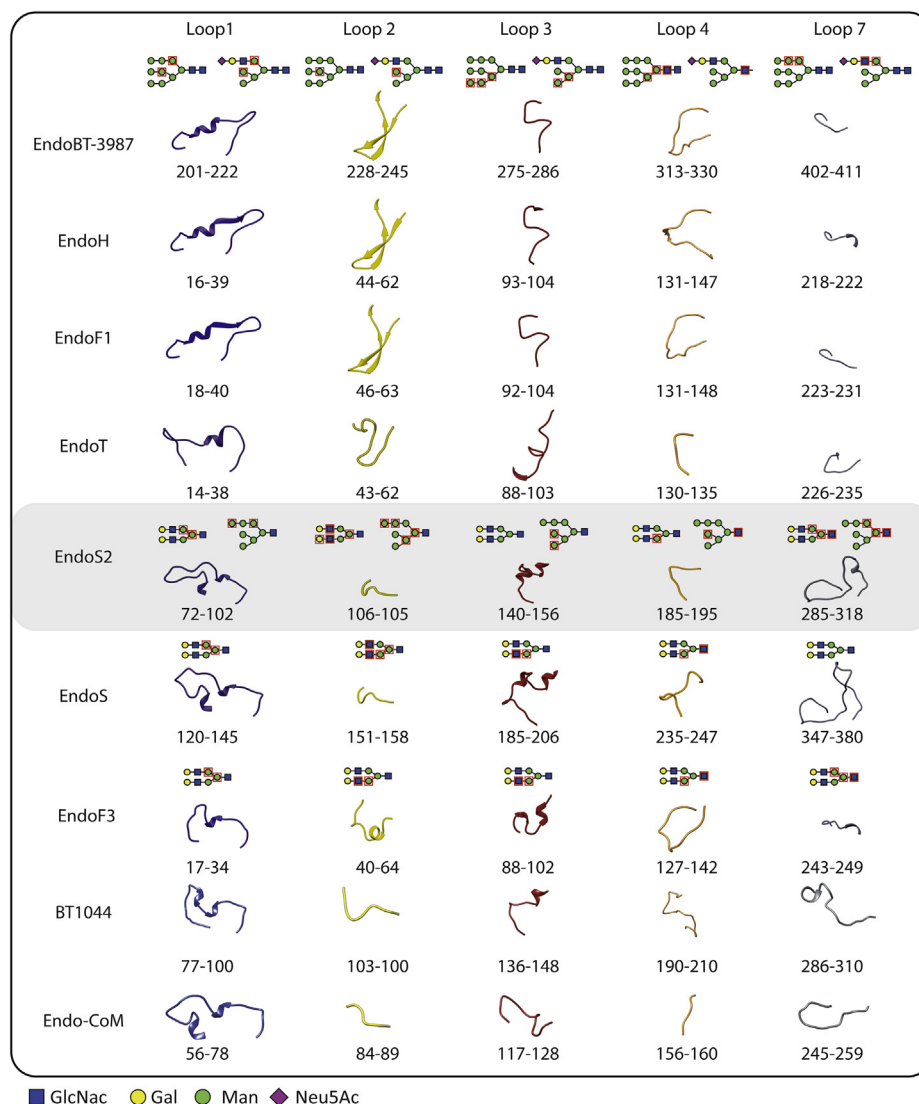 Loop1 Loop 2 Loop 3 Loop 4 Loop 7
EndoBT-3987
201-222 228-245 275-286 313-330 402-411
EndoH
16-39 44-62 93-104 131-147 218-222
EndoF1
18-40 46-63 92-104 131-148 223-231
EndoT
14-38 43-62 88-103 130-135 226-235
EndoS2
72-102 106-105 140-156 185-195 285-318
EndoS
120-145 151-158 185-206 235-247 347-380
EndoF3
17-34 40-64 88-102 127-142 243-249
BT1044
77-100 103-100 136-148 190-210 286-310
Endo-CoM
56-78 84-89 117-128 156-160 245-259
GlcNac Gal Man Neu5Ac